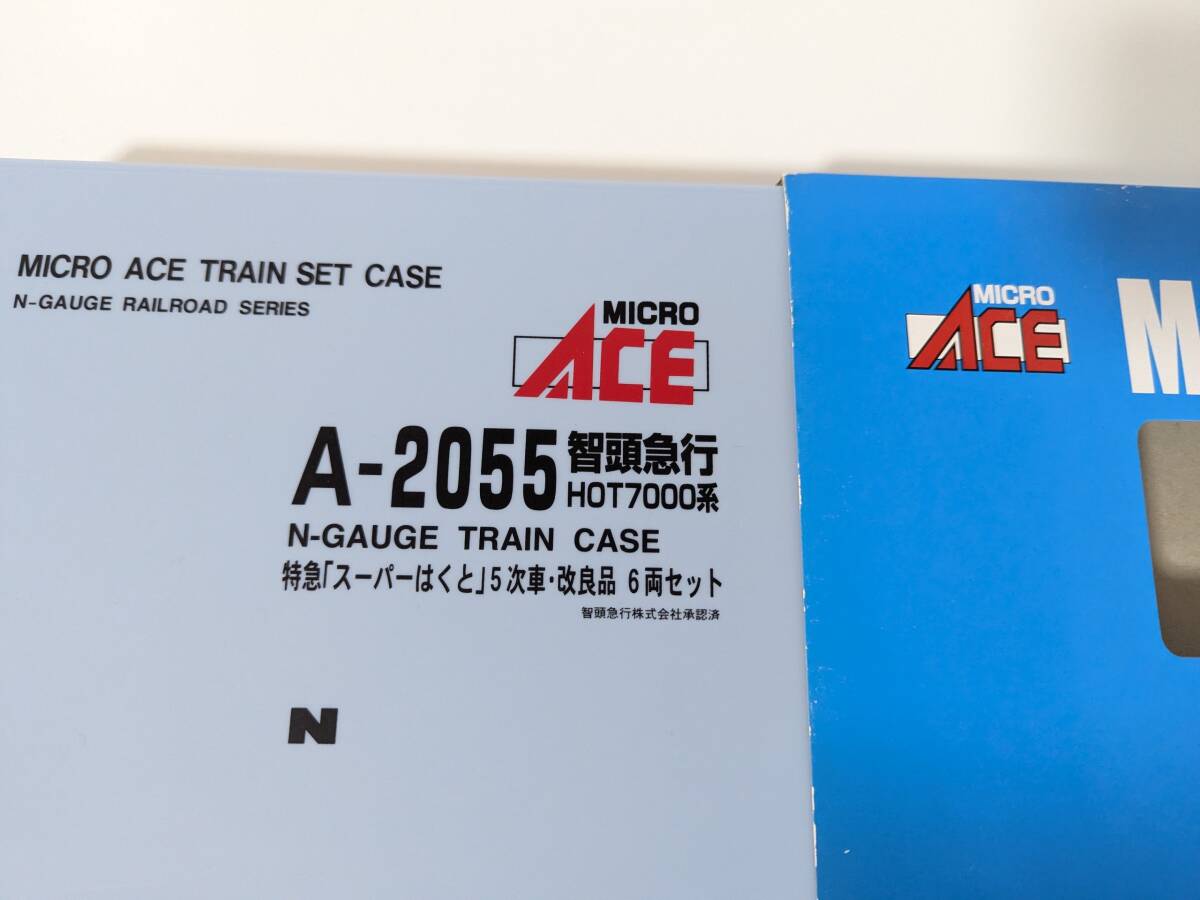 MICRO ACE TRAIN SET CASE
N-GAUGE RAILROAD SERIES
MICRO
ACE
A-2055 智頭急行
HOT7000系
N-GAUGE TRAIN CASE
特急「スーパーはくと」5次車・改良品 6両セット
智頭急行株式会社承認済
N
MICRO
ACE
M